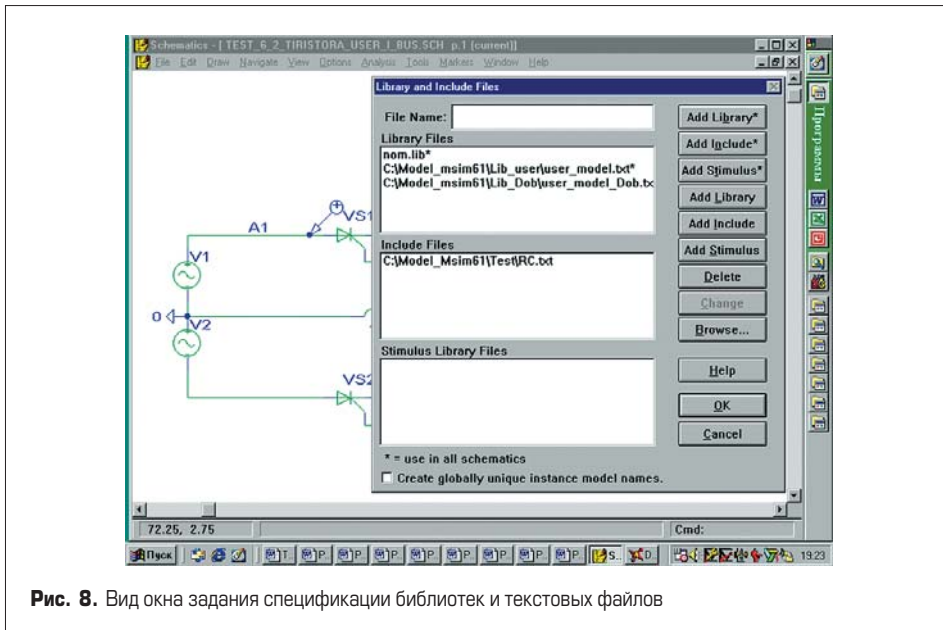 Schematics - [ TEST_6_2_TIRISTORA_USER_I_BUS.SCH p.1 (current)]
File Edit Draw Navigate View Options Analysis Tools Markers Window Help
Library and Include Files
File Name:
Add Library*
Library Files
Add Include*
nom.lib*
C:\Model_msim61\Lib_user\user_model.txt*
Add Stimulus*
C:\Model_msim61\Lib_Dob\user_model_Dob.tx
Add Library
Add Include
Include Files
Add Stimulus
C:\Model_Msim61\Test\RC.txt
Delete
Change
Browse...
Stimulus Library Files
Help
OK
Cancel
* = use in all schematics
Create globally unique instance model names.
A1
VS1
V1
0
V2
VS2
Программы
72.25, 2.75
Cmd:
Пуск
T..
P..
P..
P..
P..
P..
P..
P..
P..
S..
D..
19:23
Рис. 8. Вид окна задания спецификации библиотек и текстовых файлов